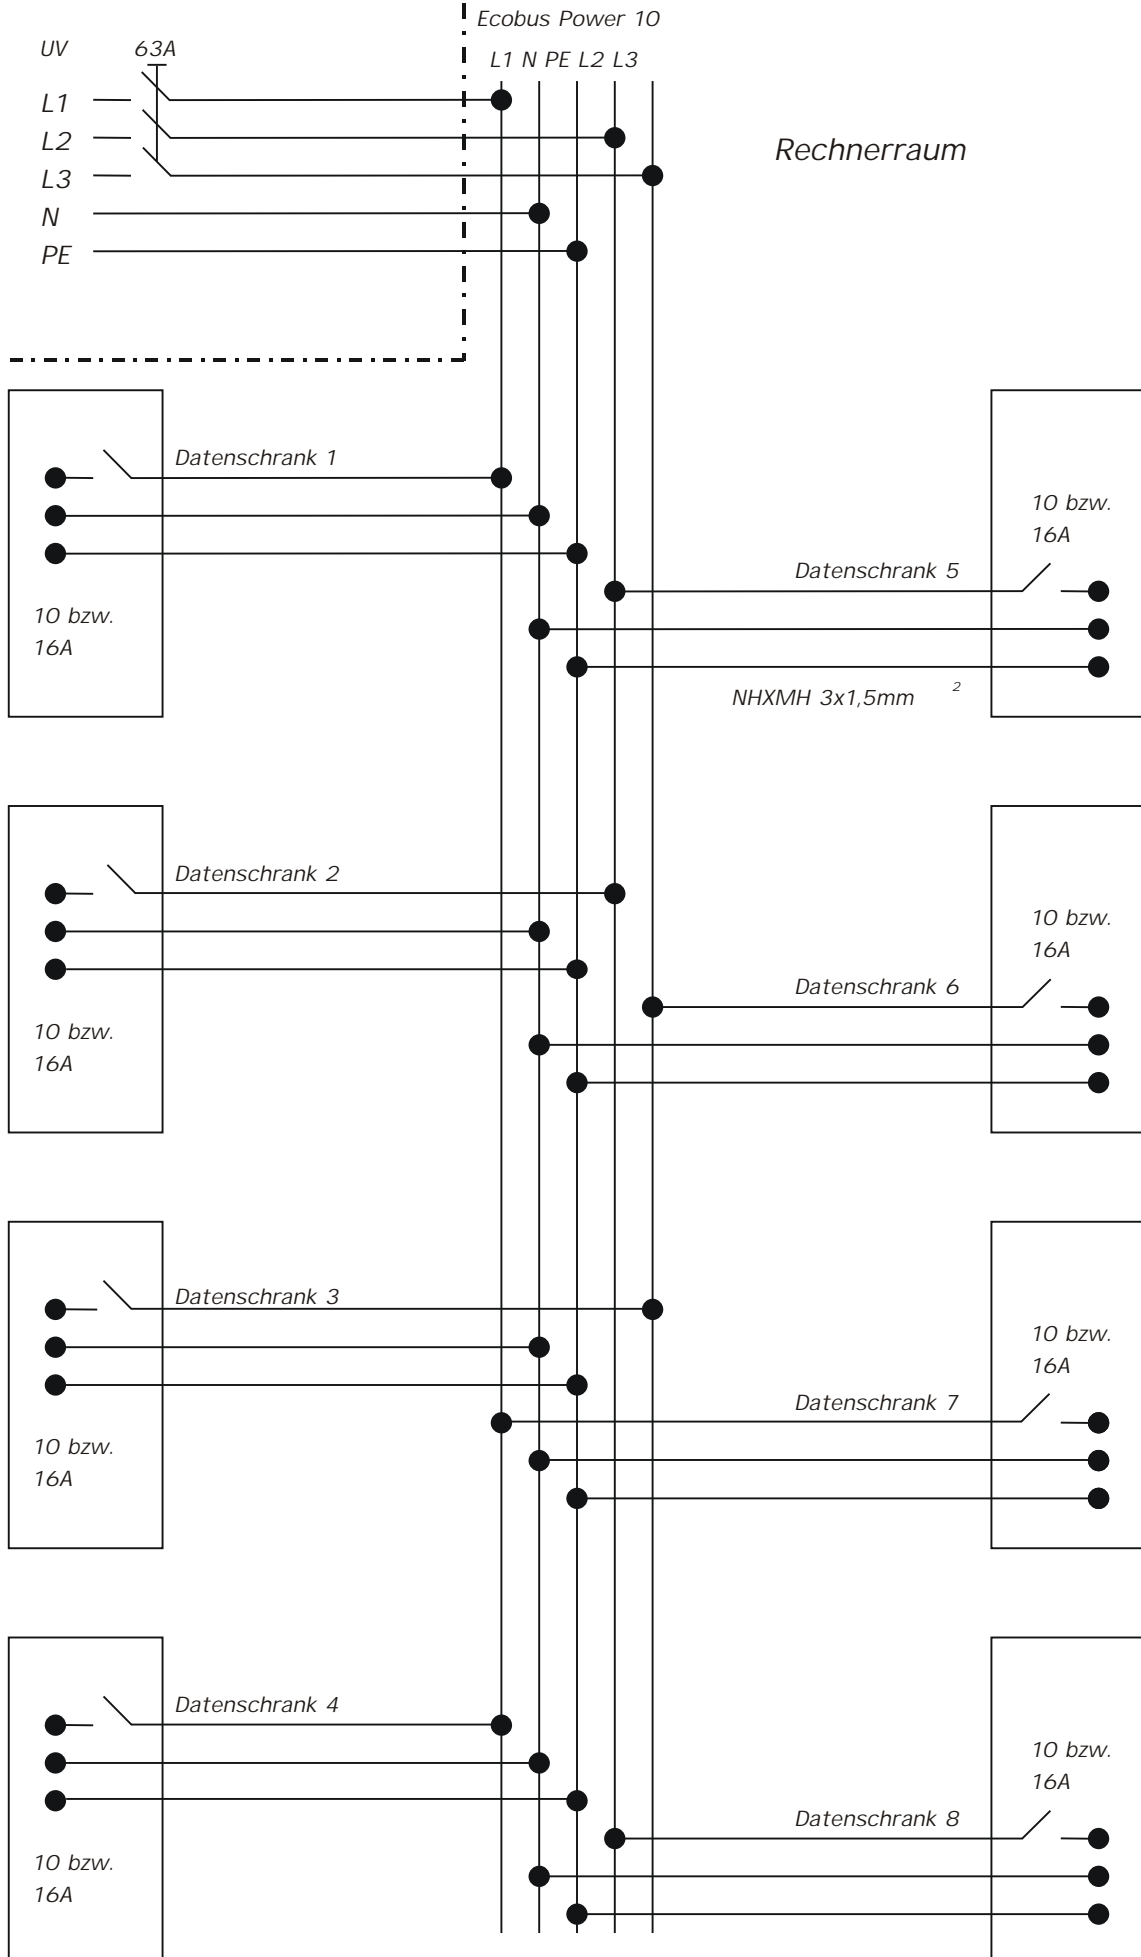 Ecobus Power 10
UV 63A
L1 N PE L2 L3
L1
L2
L3
N
PE
Rechnerraum
Datenschrank 1
10 bzw.
16A
10 bzw.
16A
Datenschrank 5
NHXMH 3x1,5mm 2
Datenschrank 2
10 bzw.
16A
10 bzw.
16A
Datenschrank 6
Datenschrank 3
10 bzw.
16A
10 bzw.
16A
Datenschrank 7
Datenschrank 4
10 bzw.
16A
10 bzw.
16A
Datenschrank 8